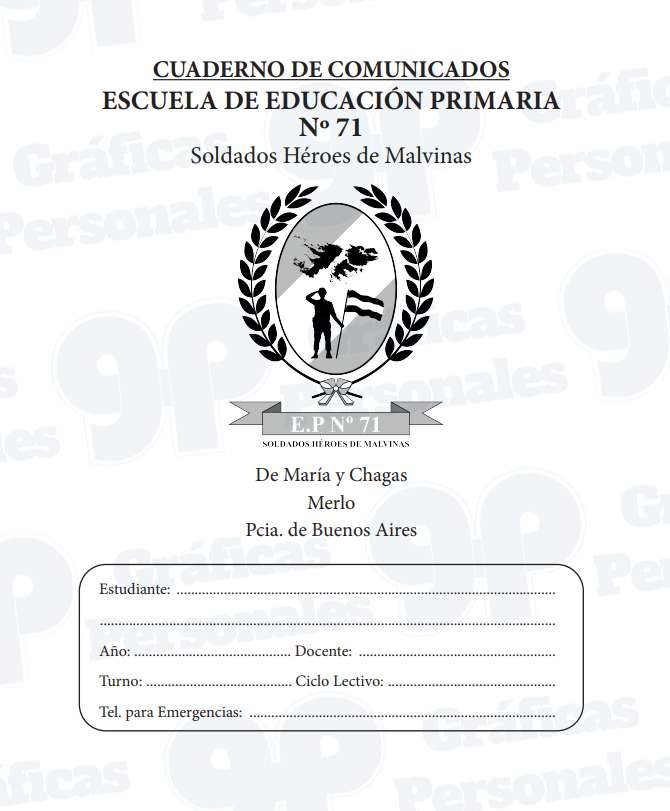 CUADERNO DE COMUNICADOS
ESCUELA DE EDUCACIÓN PRIMARIA
Nº 71
Soldados Héroes de Malvinas
E.P Nº 71
SOLDADOS HÉROES DE MALVINAS
De María y Chagas
Merlo
Pcia. de Buenos Aires
Estudiante: ............................................................
............................................................
Año: ........................................ Docente: ..................................................
Turno: ..................................... Ciclo Lectivo: ...........................................
Tel. para Emergencias: ..............................................................................
gp Gráficas Personales